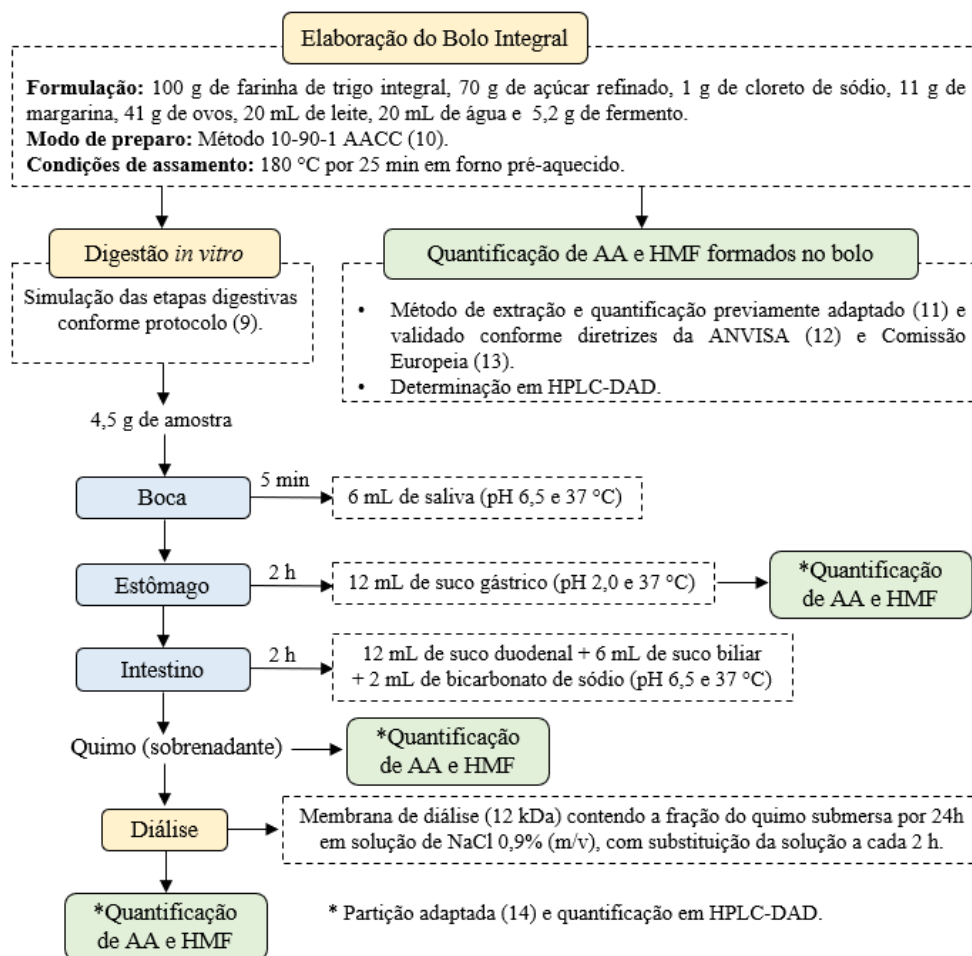 Elaboração do Bolo Integral
Formulação: 100 g de farinha de trigo integral, 70 g de açúcar refinado, 1 g de cloreto de sódio, 11 g de
margarina, 41 g de ovos, 20 mL de leite, 20 mL de água e 5,2 g de fermento.
Modo de preparo: Método 10-90-1 AACC (10).
Condições de assamento: 180 °C por 25 min em forno pré-aquecido.
Digestão in vitro
Simulação das etapas digestivas
conforme protocolo (9).
Quantificação de AA e HMF formados no bolo
• Método de extração e quantificação previamente adaptado (11) e
validado conforme diretrizes da ANVISA (12) e Comissão
Europeia (13).
• Determinação em HPLC-DAD.
4,5 g de amostra
Boca
5 min
6 mL de saliva (pH 6,5 e 37 °C)
Estômago
2 h
12 mL de suco gástrico (pH 2,0 e 37 °C)
*Quantificação
de AA e HMF
Intestino
2 h
12 mL de suco duodenal + 6 mL de suco biliar
+ 2 mL de bicarbonato de sódio (pH 6,5 e 37 °C)
Quimo (sobrenadante)
*Quantificação
de AA e HMF
Diálise
Membrana de diálise (12 kDa) contendo a fração do quimo submersa por 24h
em solução de NaCl 0,9% (m/v), com substituição da solução a cada 2 h.
*Quantificação
de AA e HMF
* Partição adaptada (14) e quantificação em HPLC-DAD.